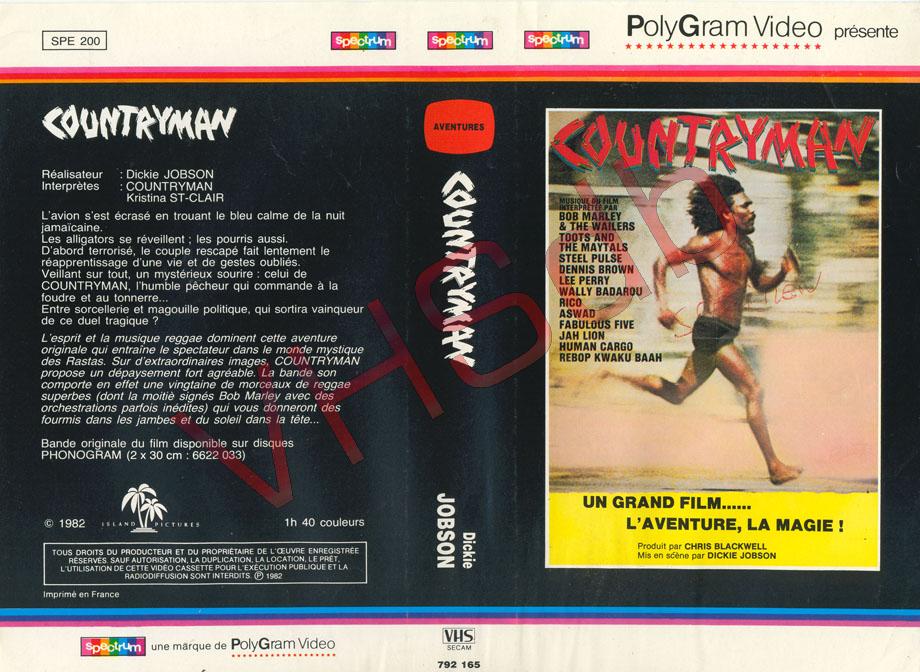 SPE 200
spectrum
spectrum
spectrum
PolyGram Video présente
COUNTRYMAN
Réalisateur : Dickie JOBSON
Interprètes : COUNTRYMAN
Kristina ST-CLAIR
L'avion s'est écrasé en trouant le bleu calme de la nuit
jamaïcaine.
Les alligators se réveillent ; les pourris aussi.
D'abord terrorisé, le couple rescapé fait lentement le
réapprentissage d'une vie et de gestes oubliés.
Veillant sur tout, un mystérieux sourire : celui de
COUNTRYMAN, l'humble pêcheur qui commande à la
foudre et au tonnerre...
Entre sorcellerie et magouille politique, qui sortira vainqueur
de ce duel tragique ?
L'esprit et la musique reggae dominent cette aventure
originale qui entraîne le spectateur dans le monde mystique
des Rastas. Sur d'extraordinaires images, COUNTRYMAN
propose un dépaysement fort agréable. La bande son
comporte en effet une vingtaine de morceaux de reggae
superbes (dont la moitié signés Bob Marley avec des
orchestrations parfois inédites) qui vous donneront des
fourmis dans les jambes et du soleil dans la tête...
Bande originale du film disponible sur disques
PHONOGRAM (2 x 30 cm : 6622 033)
© 1982
ISLAND PICTURES
1h 40 couleurs
TOUS DROITS DU PRODUCTEUR ET DU PROPRIÉTAIRE DE L'ŒUVRE ENREGISTRÉE
RÉSERVÉS. SAUF AUTORISATION, LA DUPLICATION, LA LOCATION, LE PRÊT,
L'UTILISATION DE CETTE VIDÉO CASSETTE POUR L'EXÉCUTION PUBLIQUE ET LA
RADIODIFFUSION SONT INTERDITS. Ⓟ 1982
Imprimé en France
spectrum une marque de PolyGram Video
AVENTURES
COUNTRYMAN
Dickie
JOBSON
VHS
SECAM
792 165
COUNTRYMAN
MUSIQUE DU FILM
INTERPRÉTÉE PAR
BOB MARLEY
& THE WAILERS
TOOTS AND
THE MAYTALS
STEEL PULSE
DENNIS BROWN
LEE PERRY
WALLY BADAROU
RICO
ASWAD
FABULOUS FIVE
JAH LION
HUMAN CARGO
REBOP KWAKU BAAH
UN GRAND FILM......
L'AVENTURE, LA MAGIE !
Produit par CHRIS BLACKWELL
Mis en scène par DICKIE JOBSON
VHSdb